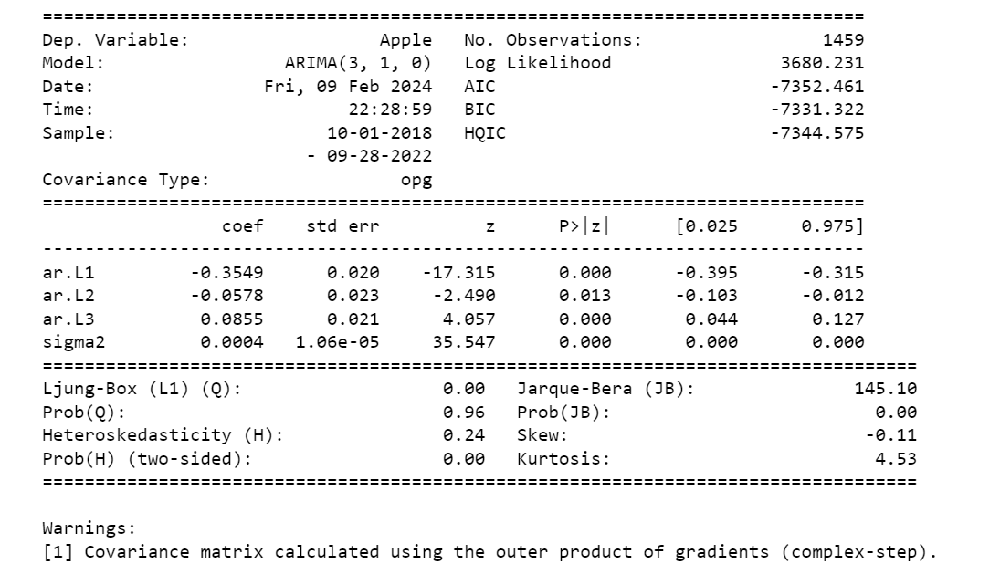 ==============================================================================
Dep. Variable:                  Apple   No. Observations:                 1459
Model:                 ARIMA(3, 1, 0)   Log Likelihood                3680.231
Date:                Fri, 09 Feb 2024   AIC                          -7352.461
Time:                        22:28:59   BIC                          -7331.322
Sample:                    10-01-2018   HQIC                         -7344.575
                         - 09-28-2022
Covariance Type:                  opg
==============================================================================
                 coef    std err          z      P>|z|      [0.025      0.975]
------------------------------------------------------------------------------
ar.L1         -0.3549      0.020    -17.315      0.000      -0.395      -0.315
ar.L2         -0.0578      0.023     -2.490      0.013      -0.103      -0.012
ar.L3          0.0855      0.021      4.057      0.000       0.044       0.127
sigma2         0.0004   1.06e-05     35.547      0.000       0.000       0.000
===================================================================================
Ljung-Box (L1) (Q):                   0.00   Jarque-Bera (JB):               145.10
Prob(Q):                              0.96   Prob(JB):                         0.00
Heteroskedasticity (H):               0.24   Skew:                            -0.11
Prob(H) (two-sided):                  0.00   Kurtosis:                         4.53
===================================================================================
Warnings:
[1] Covariance matrix calculated using the outer product of gradients (complex-step).